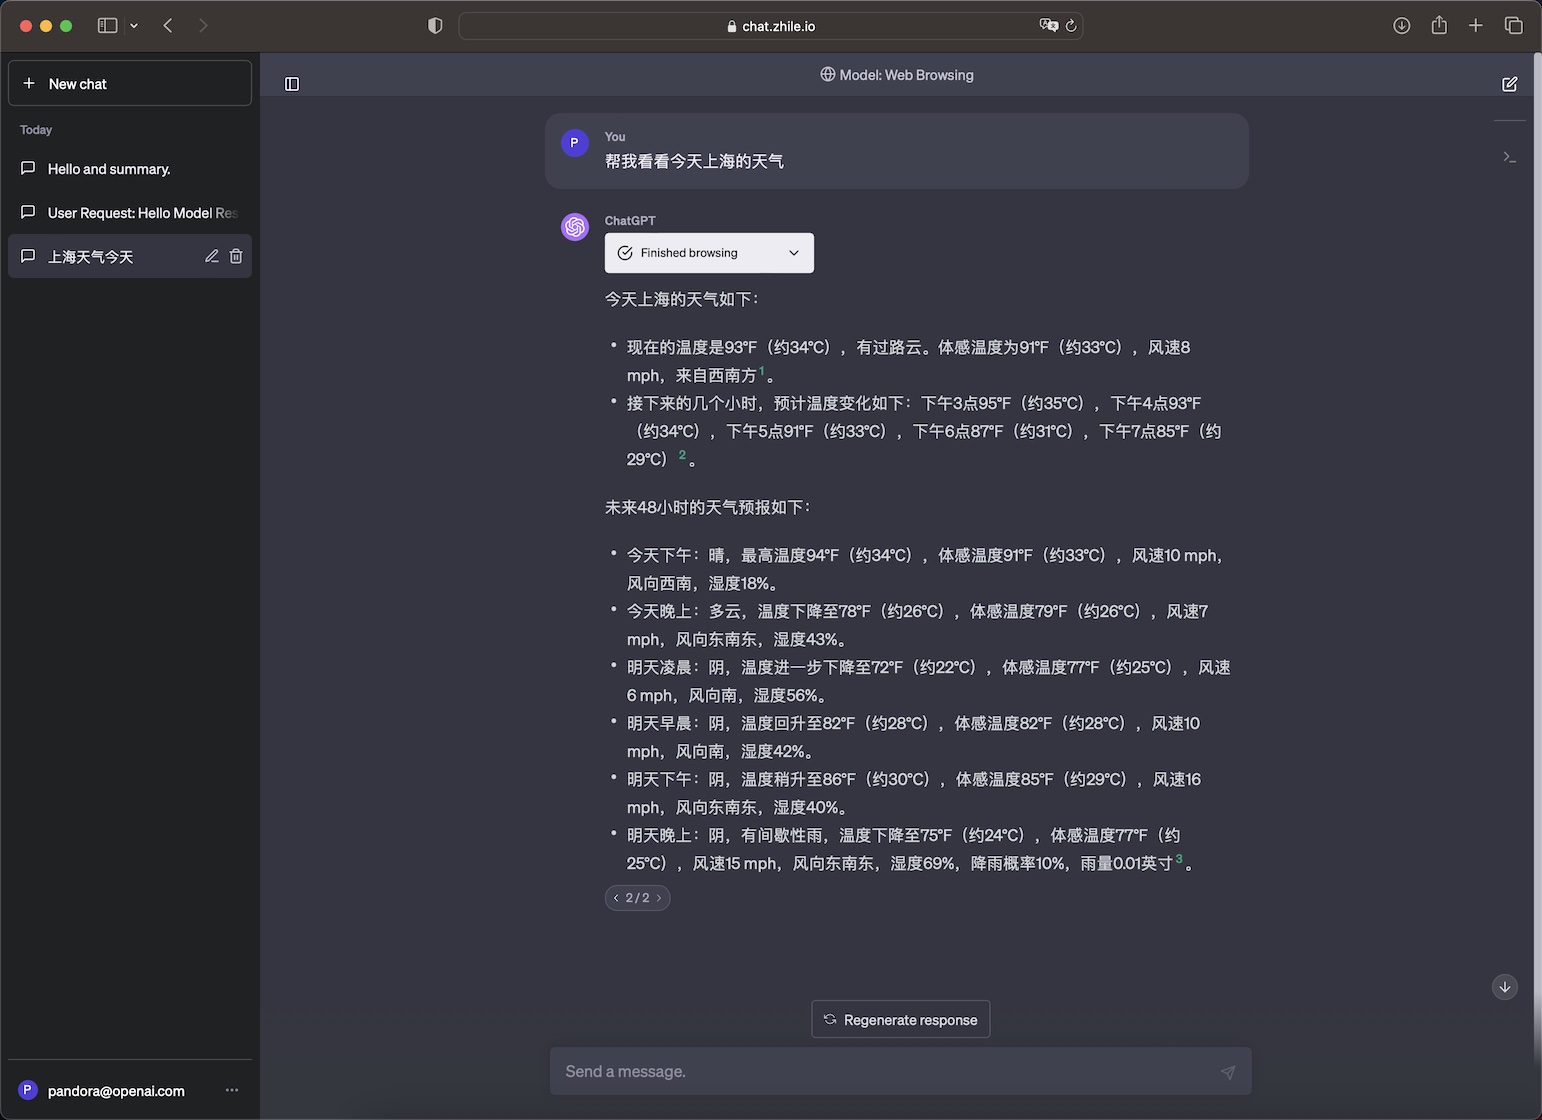 chat.zhile.io
New chat
Model: Web Browsing
Today
Hello and summary.
User Request: Hello Model Res
上海天气今天
P
You
帮我看看今天上海的天气
ChatGPT
Finished browsing
今天上海的天气如下：
• 现在的温度是93°F（约34°C），有过路云。体感温度为91°F（约33°C），风速8
mph，来自西南方1。
• 接下来的几个小时，预计温度变化如下：下午3点95°F（约35°C），下午4点93°F
（约34°C），下午5点91°F（约33°C），下午6点87°F（约31°C），下午7点85°F（约
29°C）2。
未来48小时的天气预报如下：
• 今天下午：晴，最高温度94°F（约34°C），体感温度91°F（约33°C），风速10 mph，
风向西南，湿度18%。
• 今天晚上：多云，温度下降至78°F（约26°C），体感温度79°F（约26°C），风速7
mph，风向东南东，湿度43%。
• 明天凌晨：阴，温度进一步下降至72°F（约22°C），体感温度77°F（约25°C），风速
6 mph，风向南，湿度56%。
• 明天早晨：阴，温度回升至82°F（约28°C），体感温度82°F（约28°C），风速10
mph，风向南，湿度42%。
• 明天下午：阴，温度稍升至86°F（约30°C），体感温度85°F（约29°C），风速16
mph，风向东南东，湿度40%。
• 明天晚上：阴，有间歇性雨，温度下降至75°F（约24°C），体感温度77°F（约
25°C），风速15 mph，风向东南东，湿度69%，降雨概率10%，雨量0.01英寸3。
2 / 2
Regenerate response
Send a message.
P
pandora@openai.com